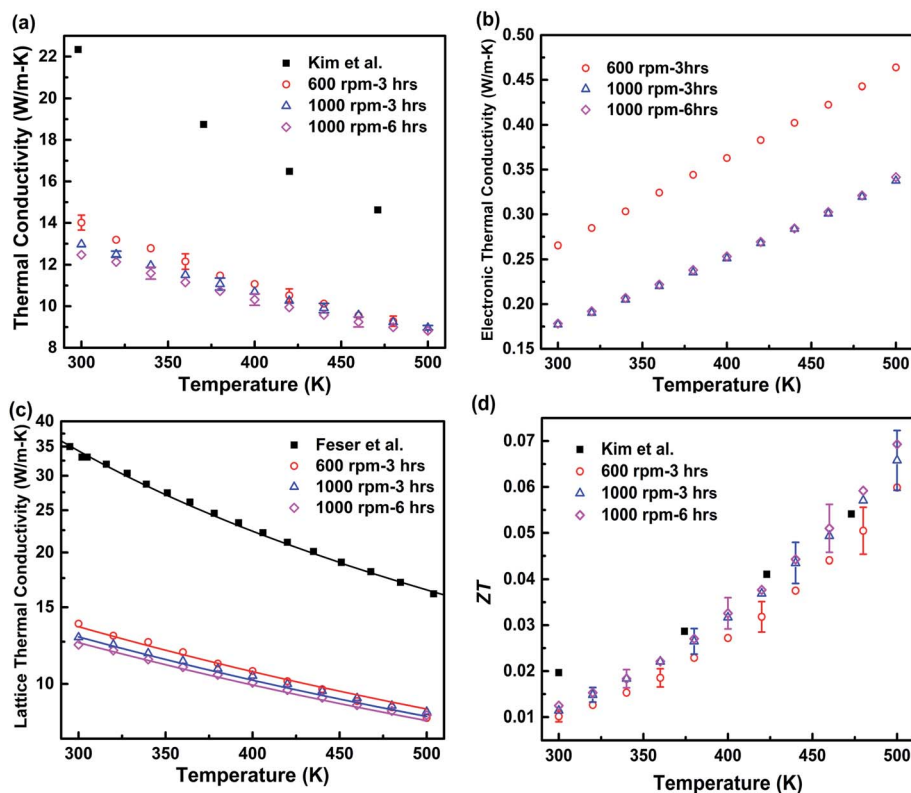 (a)
Thermal Conductivity (W/m-K)
22
20
18
16
14
12
10
8
Kim et al.
600 rpm-3 hrs
1000 rpm-3 hrs
1000 rpm-6 hrs
300 350 400 450 500
Temperature (K)
(b)
Electronic Thermal Conductivity (W/m-K)
0.50
0.45
0.40
0.35
0.30
0.25
0.20
0.15
600 rpm-3hrs
1000 rpm-3hrs
1000 rpm-6hrs
300 350 400 450 500
Temperature (K)
(c)
Lattice Thermal Conductivity (W/m-K)
40
35
30
25
20
15
10
Feser et al.
600 rpm-3 hrs
1000 rpm-3 hrs
1000 rpm-6 hrs
300 350 400 450 500
Temperature (K)
(d)
ZT
0.07
0.06
0.05
0.04
0.03
0.02
0.01
Kim et al.
600 rpm-3 hrs
1000 rpm-3 hrs
1000 rpm-6 hrs
300 350 400 450 500
Temperature (K)